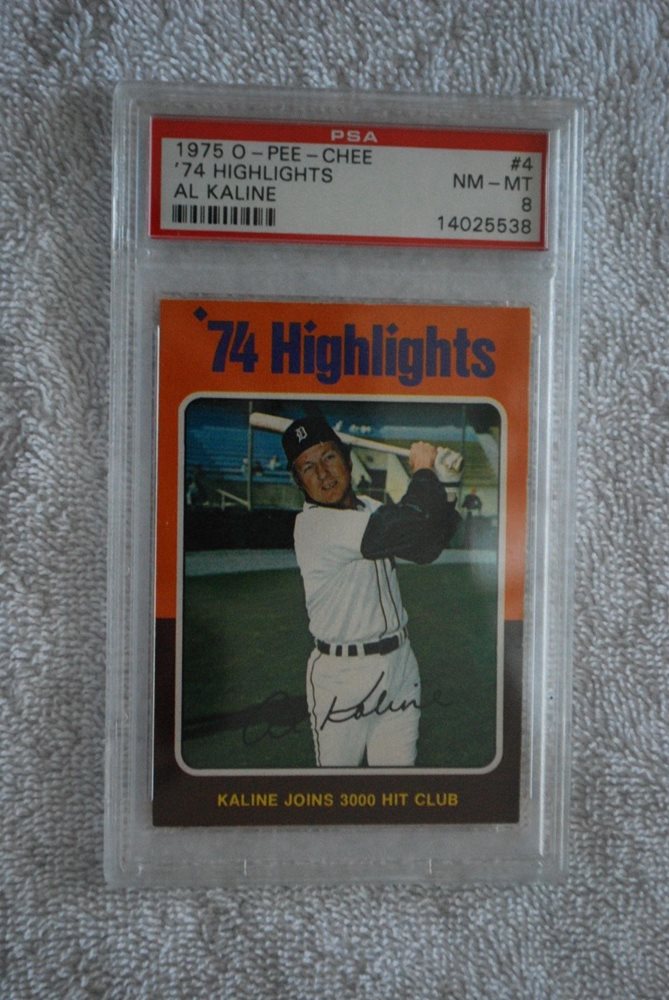 PSA
1975 O-PEE-CHEE #4
'74 HIGHLIGHTS NM-MT
AL KALINE 8
14025538
'74 Highlights
D
Al Kaline
KALINE JOINS 3000 HIT CLUB